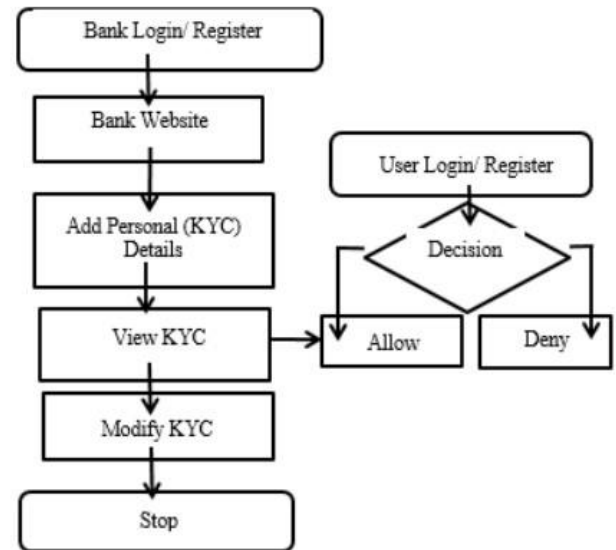 Bank Login/ Register
Bank Website
Add Personal (KYC)
Details
View KYC
Modify KYC
Stop
User Login/ Register
Decision
Allow
Deny